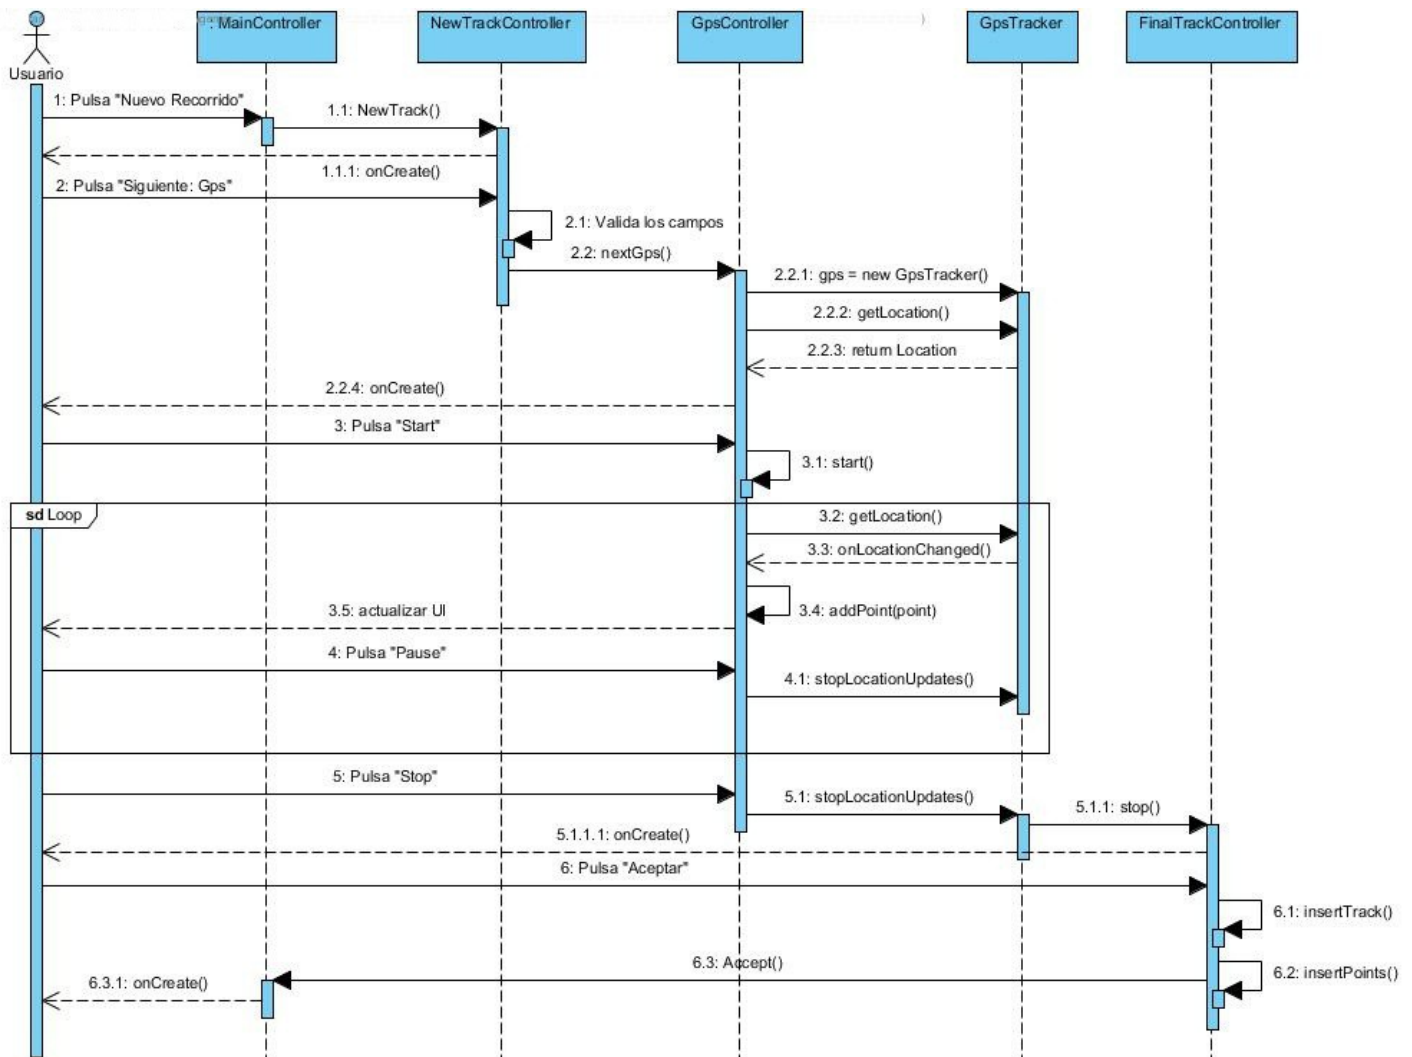 : MainController
NewTrackController
GpsController
GpsTracker
FinalTrackController
Usuario
1: Pulsa "Nuevo Recorrido"
1.1: NewTrack()
1.1.1: onCreate()
2: Pulsa "Siguiente: Gps"
2.1: Valida los campos
2.2: nextGps()
2.2.1: gps = new GpsTracker()
2.2.2: getLocation()
2.2.3: return Location
2.2.4: onCreate()
3: Pulsa "Start"
3.1: start()
sd Loop
3.2: getLocation()
3.3: onLocationChanged()
3.4: addPoint(point)
3.5: actualizar UI
4: Pulsa "Pause"
4.1: stopLocationUpdates()
5: Pulsa "Stop"
5.1: stopLocationUpdates()
5.1.1: stop()
5.1.1.1: onCreate()
6: Pulsa "Aceptar"
6.1: insertTrack()
6.2: insertPoints()
6.3: Accept()
6.3.1: onCreate()